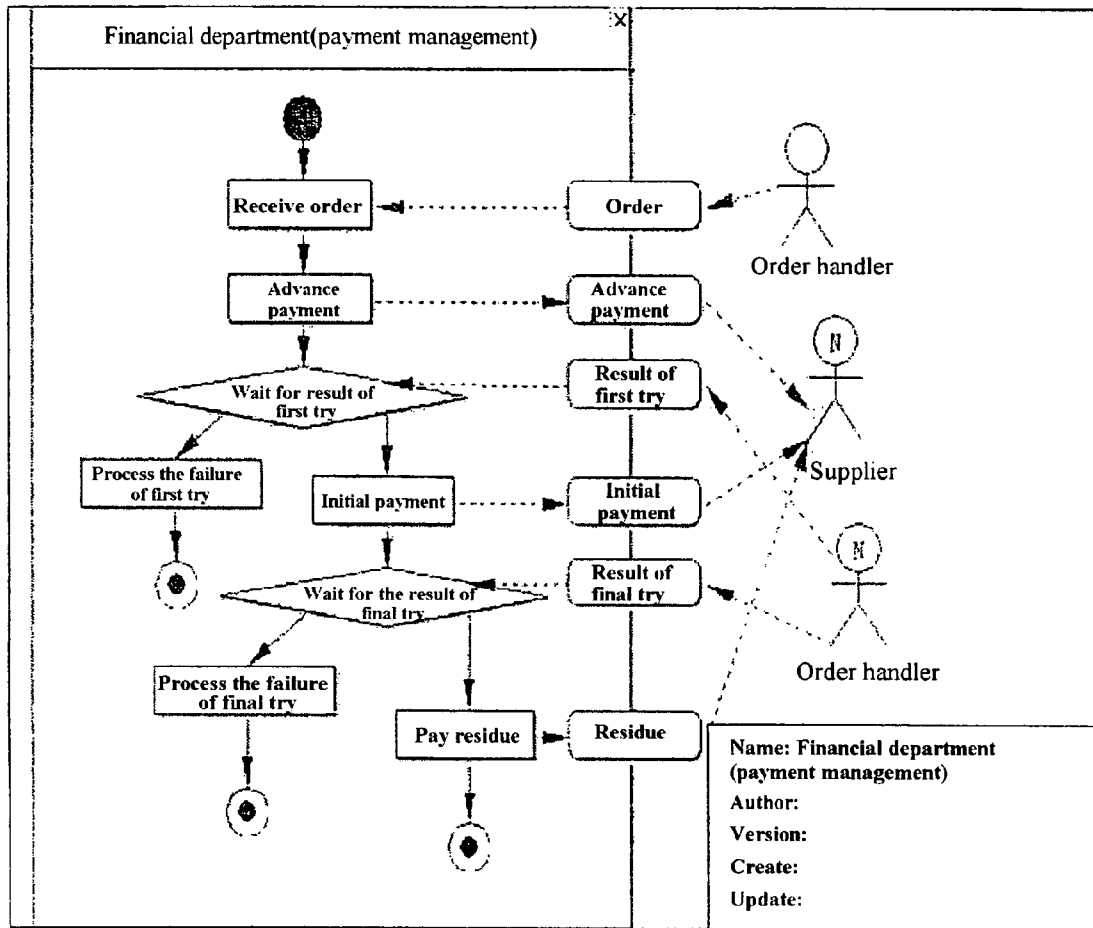 Financial department(payment management)
X
Receive order
Order
Order handler
Advance
payment
Advance
payment
N
Supplier
Wait for result of
first try
Result of
first try
Process the failure
of first try
Initial payment
Initial
payment
N
Order handler
Wait for the result of
final try
Result of
final try
Process the failure
of final try
Pay residue
Residue
Name: Financial department
(payment management)
Author:
Version:
Create:
Update: